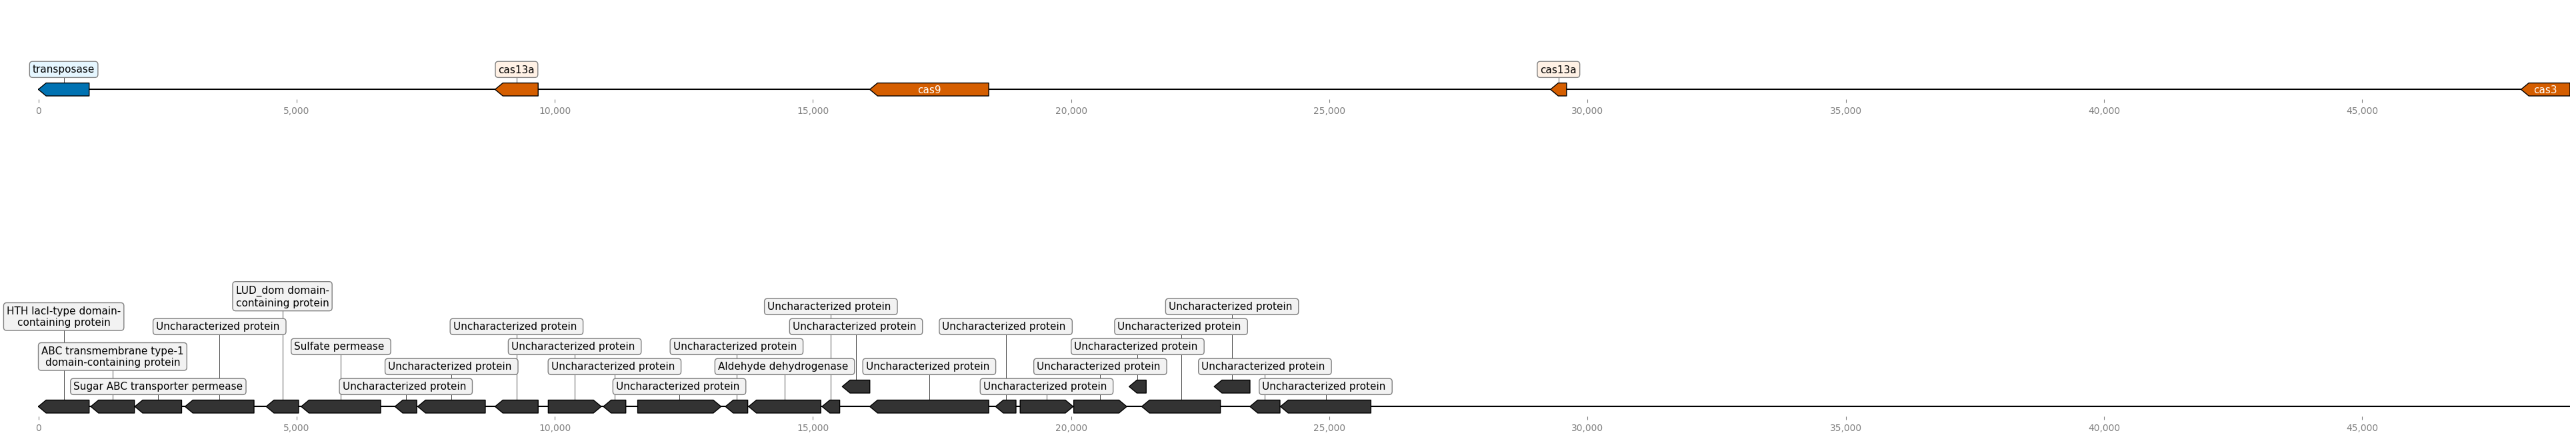 transposase
cas13a
cas13a
cas9
cas3
0
5,000
10,000
15,000
20,000
25,000
30,000
35,000
40,000
45,000
LUD_dom domain-
containing protein
HTH lacI-type domain-
containing protein
Uncharacterized protein
Uncharacterized protein
Uncharacterized protein
Uncharacterized protein
Uncharacterized protein
Uncharacterized protein
Uncharacterized protein
ABC transmembrane type-1
domain-containing protein
Sulfate permease
Uncharacterized protein
Uncharacterized protein
Uncharacterized protein
Uncharacterized protein
Uncharacterized protein
Aldehyde dehydrogenase
Uncharacterized protein
Uncharacterized protein
Uncharacterized protein
Sugar ABC transporter permease
Uncharacterized protein
Uncharacterized protein
Uncharacterized protein
Uncharacterized protein
0
5,000
10,000
15,000
20,000
25,000
30,000
35,000
40,000
45,000